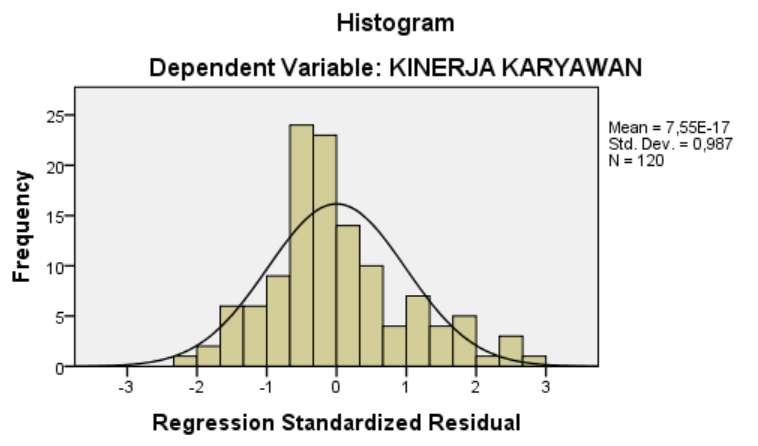 Histogram
Dependent Variable: KINERJA KARYAWAN
Mean = 7,55E-17
Std. Dev. = 0,987
N = 120
Frequency
25
20
15
10
5
0
-3 -2 -1 0 1 2 3
Regression Standardized Residual